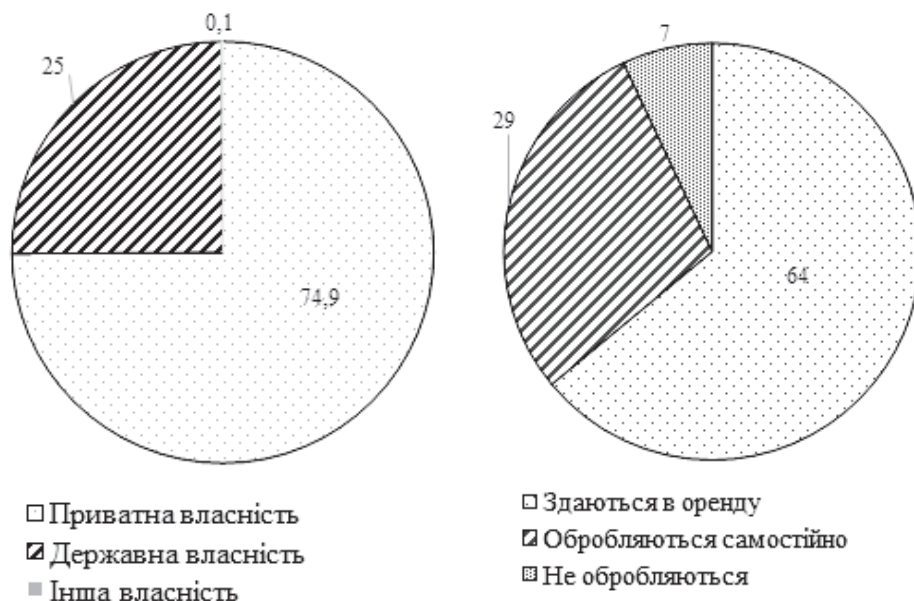 0,1
25
74,9
Приватна власність
Державна власність
Інша власність
7
29
64
Здаються в оренду
Обробляються самостійно
Не обробляються